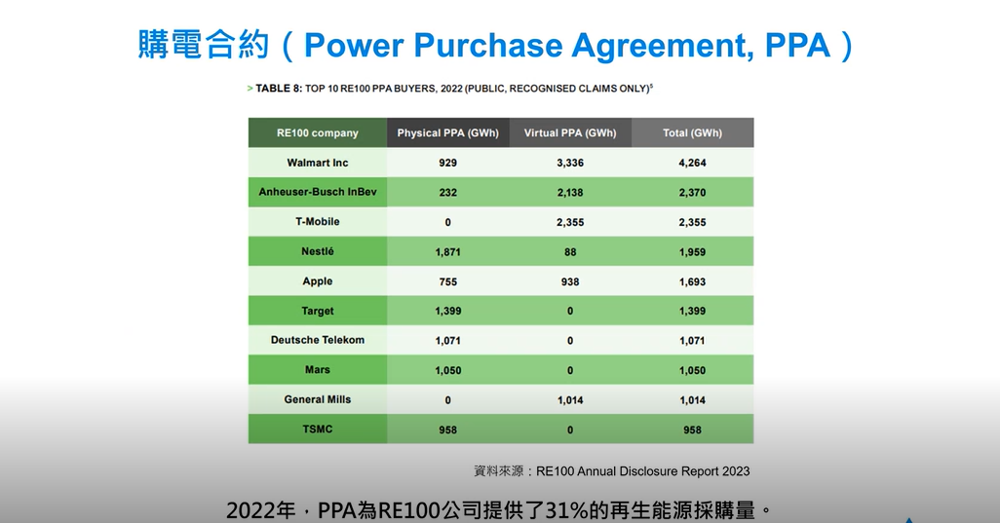 購電合約（Power Purchase Agreement, PPA）
> TABLE 8: TOP 10 RE100 PPA BUYERS, 2022 (PUBLIC, RECOGNISED CLAIMS ONLY)⁵
RE100 company Physical PPA (GWh) Virtual PPA (GWh) Total (GWh)
Walmart Inc 929 3,336 4,264
Anheuser-Busch InBev 232 2,138 2,370
T-Mobile 0 2,355 2,355
Nestlé 1,871 88 1,959
Apple 755 938 1,693
Target 1,399 0 1,399
Deutsche Telekom 1,071 0 1,071
Mars 1,050 0 1,050
General Mills 0 1,014 1,014
TSMC 958 0 958
資料來源：RE100 Annual Disclosure Report 2023
2022年，PPA為RE100公司提供了31%的再生能源採購量。